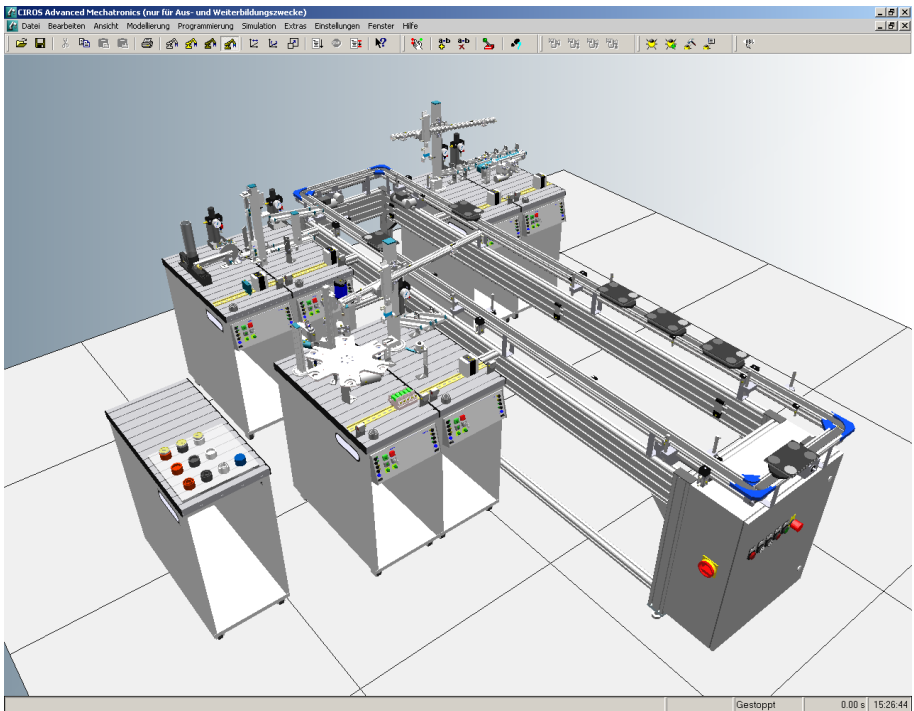 CIROS Advanced Mechatronics (nur für Aus- und Weiterbildungszwecke)
Datei Bearbeiten Ansicht Modellierung Programmierung Simulation Extras Einstellungen Fenster Hilfe
a-b a-b
Gestoppt 0.00 s 15:26:44